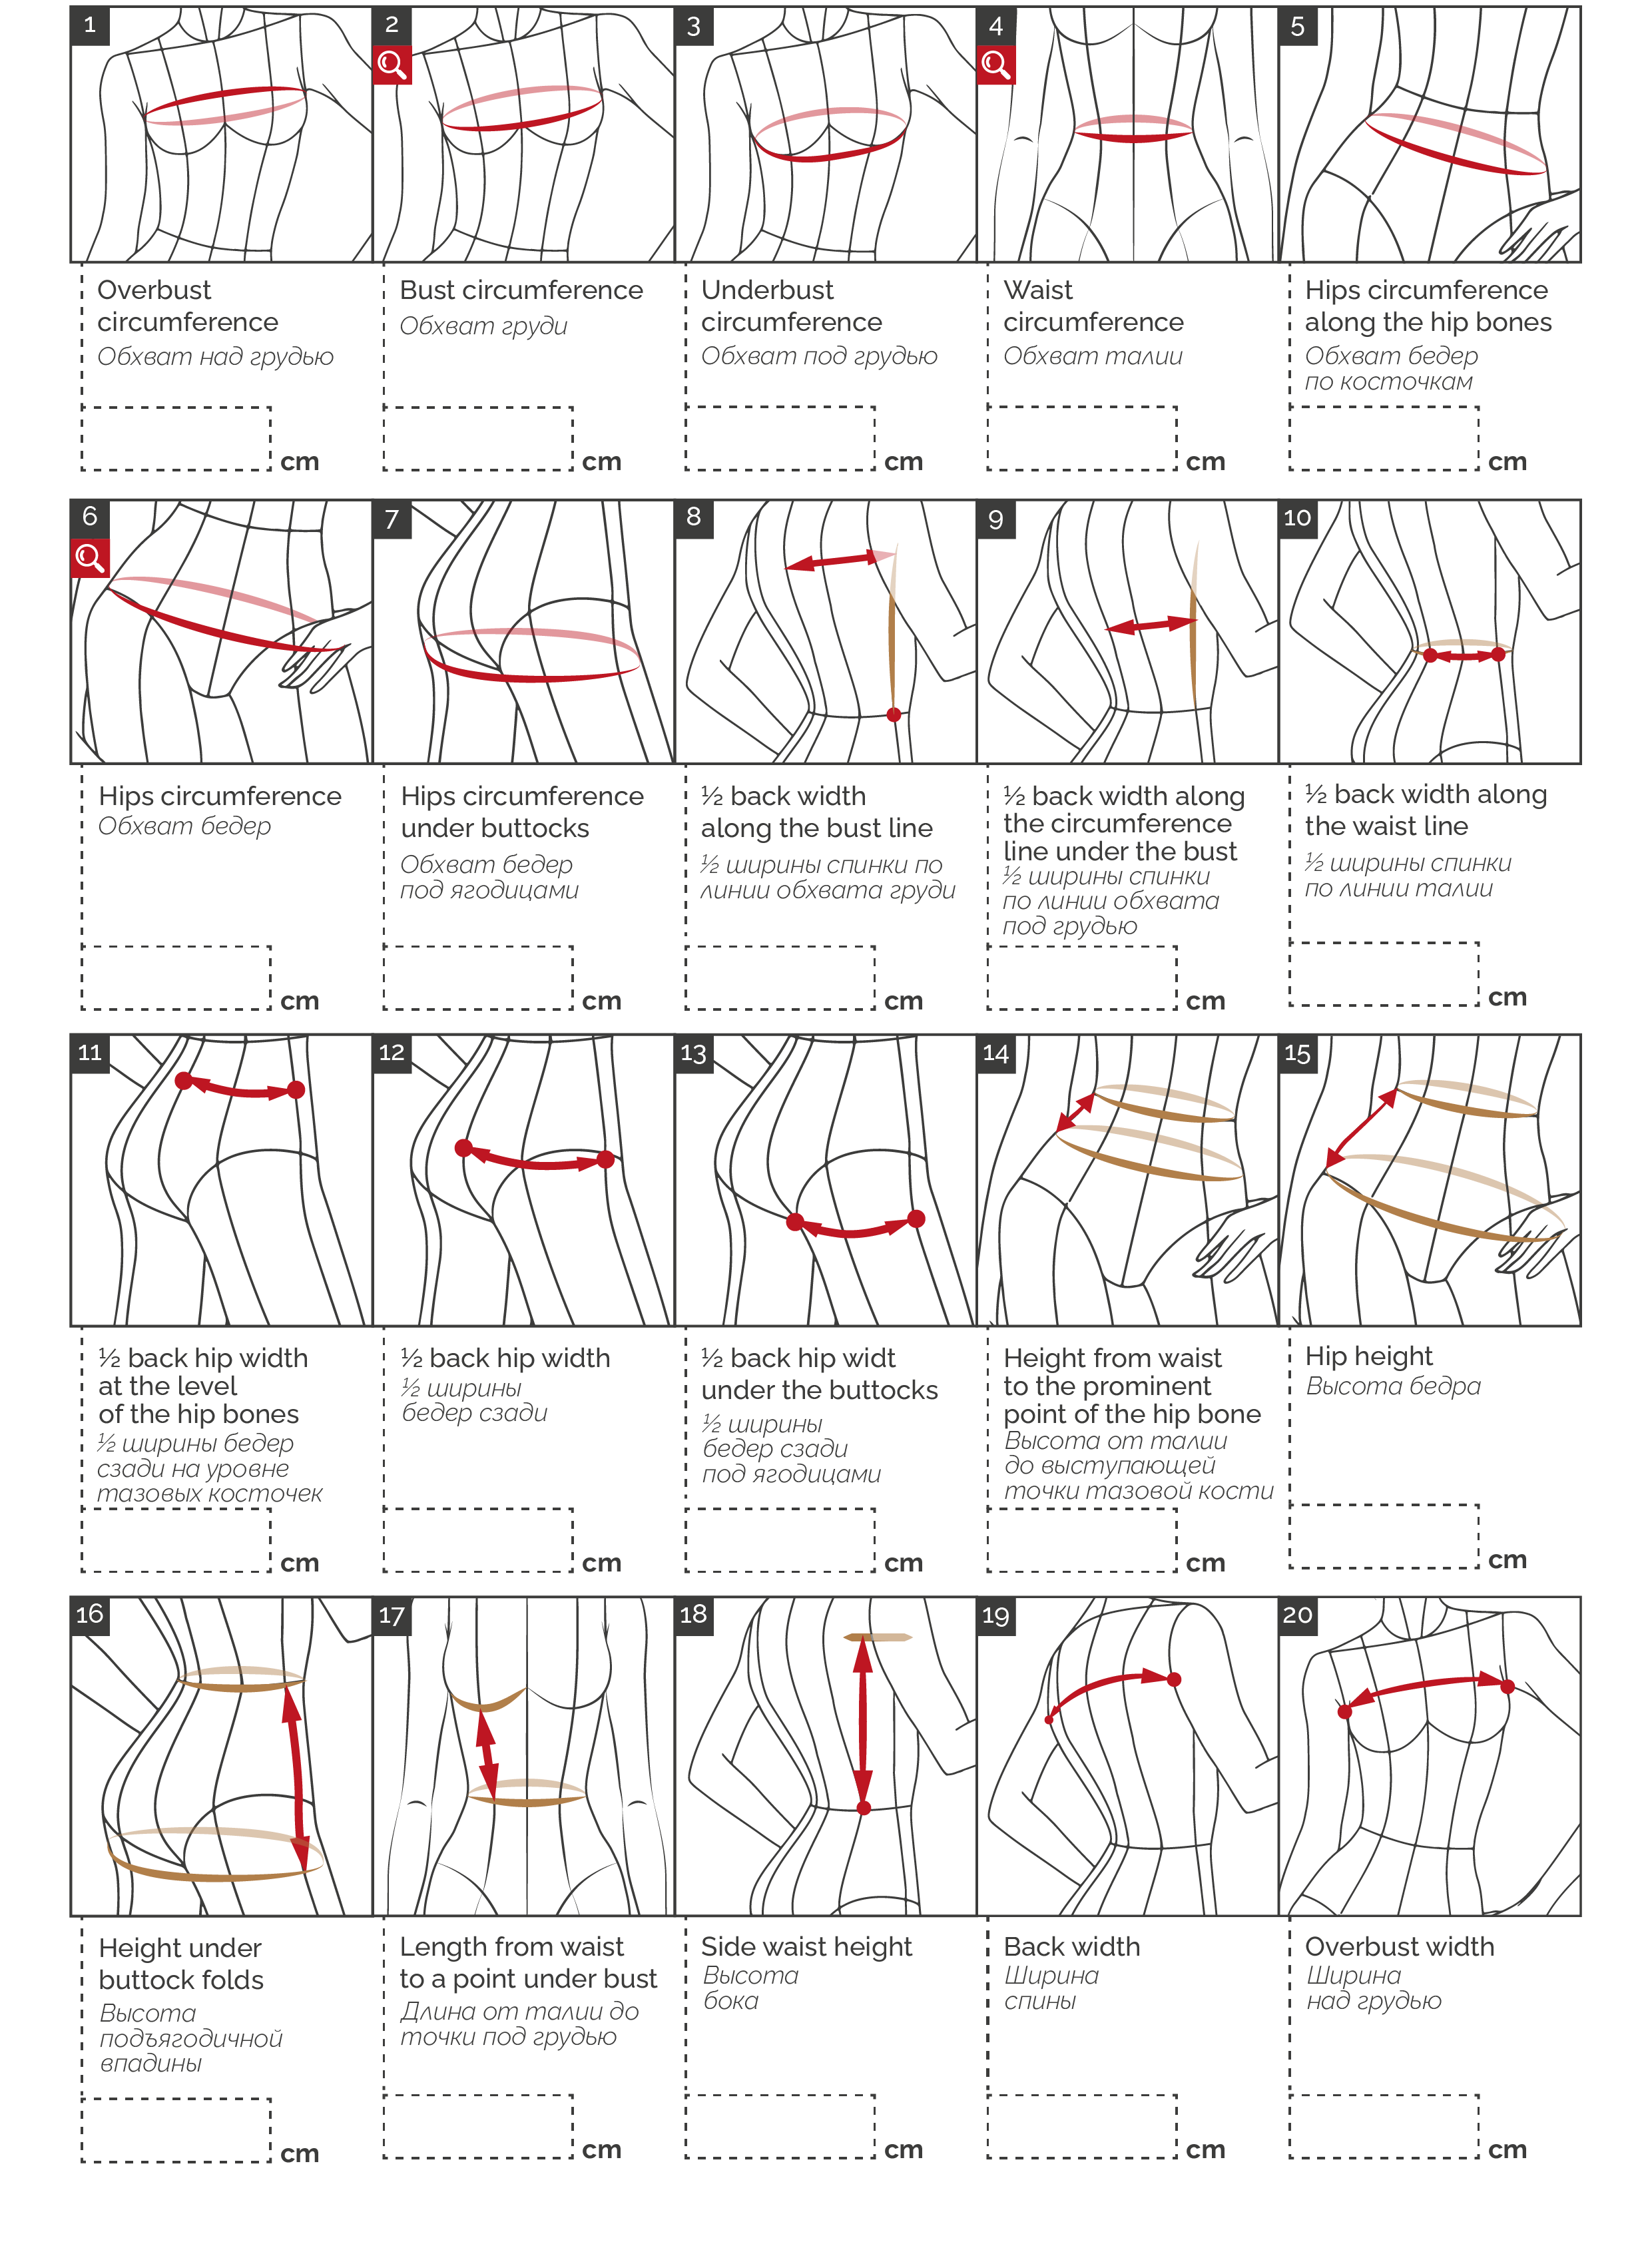 1
2
3
4
5
Overbust
circumference
Обхват над грудью
cm
Bust circumference
Обхват груди
cm
Underbust
circumference
Обхват под грудью
cm
Waist
circumference
Обхват талии
cm
Hips circumference
along the hip bones
Обхват бедер
по косточкам
cm
6
7
8
9
10
Hips circumference
Обхват бедер
cm
Hips circumference
under buttocks
Обхват бедер
под ягодицами
cm
½ back width
along the bust line
½ ширины спинки по
линии обхвата груди
cm
½ back width along
the circumference
line under the bust
½ ширины спинки
по линии обхвата
под грудью
cm
½ back width along
the waist line
½ ширины спинки
по линии талии
cm
11
12
13
14
15
½ back hip width
at the level
of the hip bones
½ ширины бедер
сзади на уровне
тазовых косточек
cm
½ back hip width
½ ширины
бедер сзади
cm
½ back hip widt
under the buttocks
½ ширины
бедер сзади
под ягодицами
cm
Height from waist
to the prominent
point of the hip bone
Высота от талии
до выступающей
точки тазовой кости
cm
Hip height
Высота бедра
cm
16
17
18
19
20
Height under
buttock folds
Высота
подъягодичной
впадины
cm
Length from waist
to a point under bust
Длина от талии до
точки под грудью
cm
Side waist height
Высота
бока
cm
Back width
Ширина
спины
cm
Overbust width
Ширина
над грудью
cm